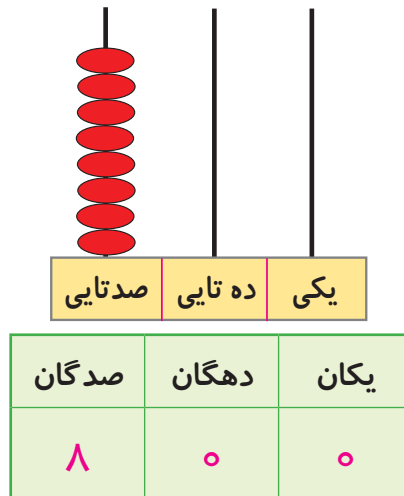 یکی ده تایی صدتایی
یکان دهگان صدگان
۰ ۰ ۸